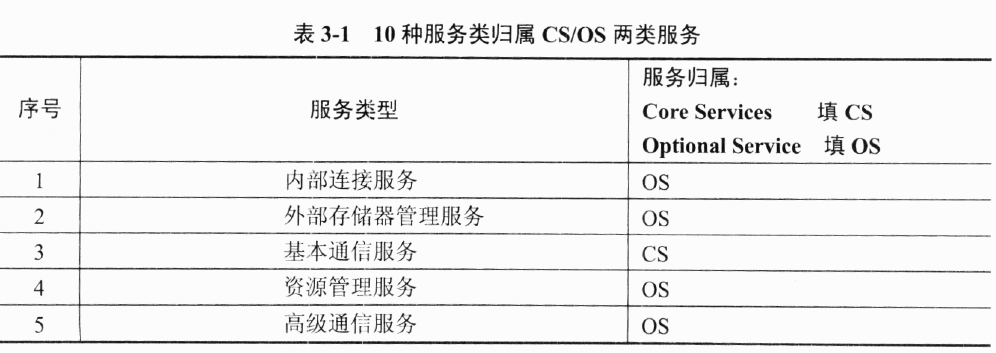 表 3-1 10 种服务类归属 CS/OS 两类服务
序号 服务类型 服务归属：
Core Services 填 CS
Optional Service 填 OS
1 内部连接服务 OS
2 外部存储器管理服务 OS
3 基本通信服务 CS
4 资源管理服务 OS
5 高级通信服务 OS